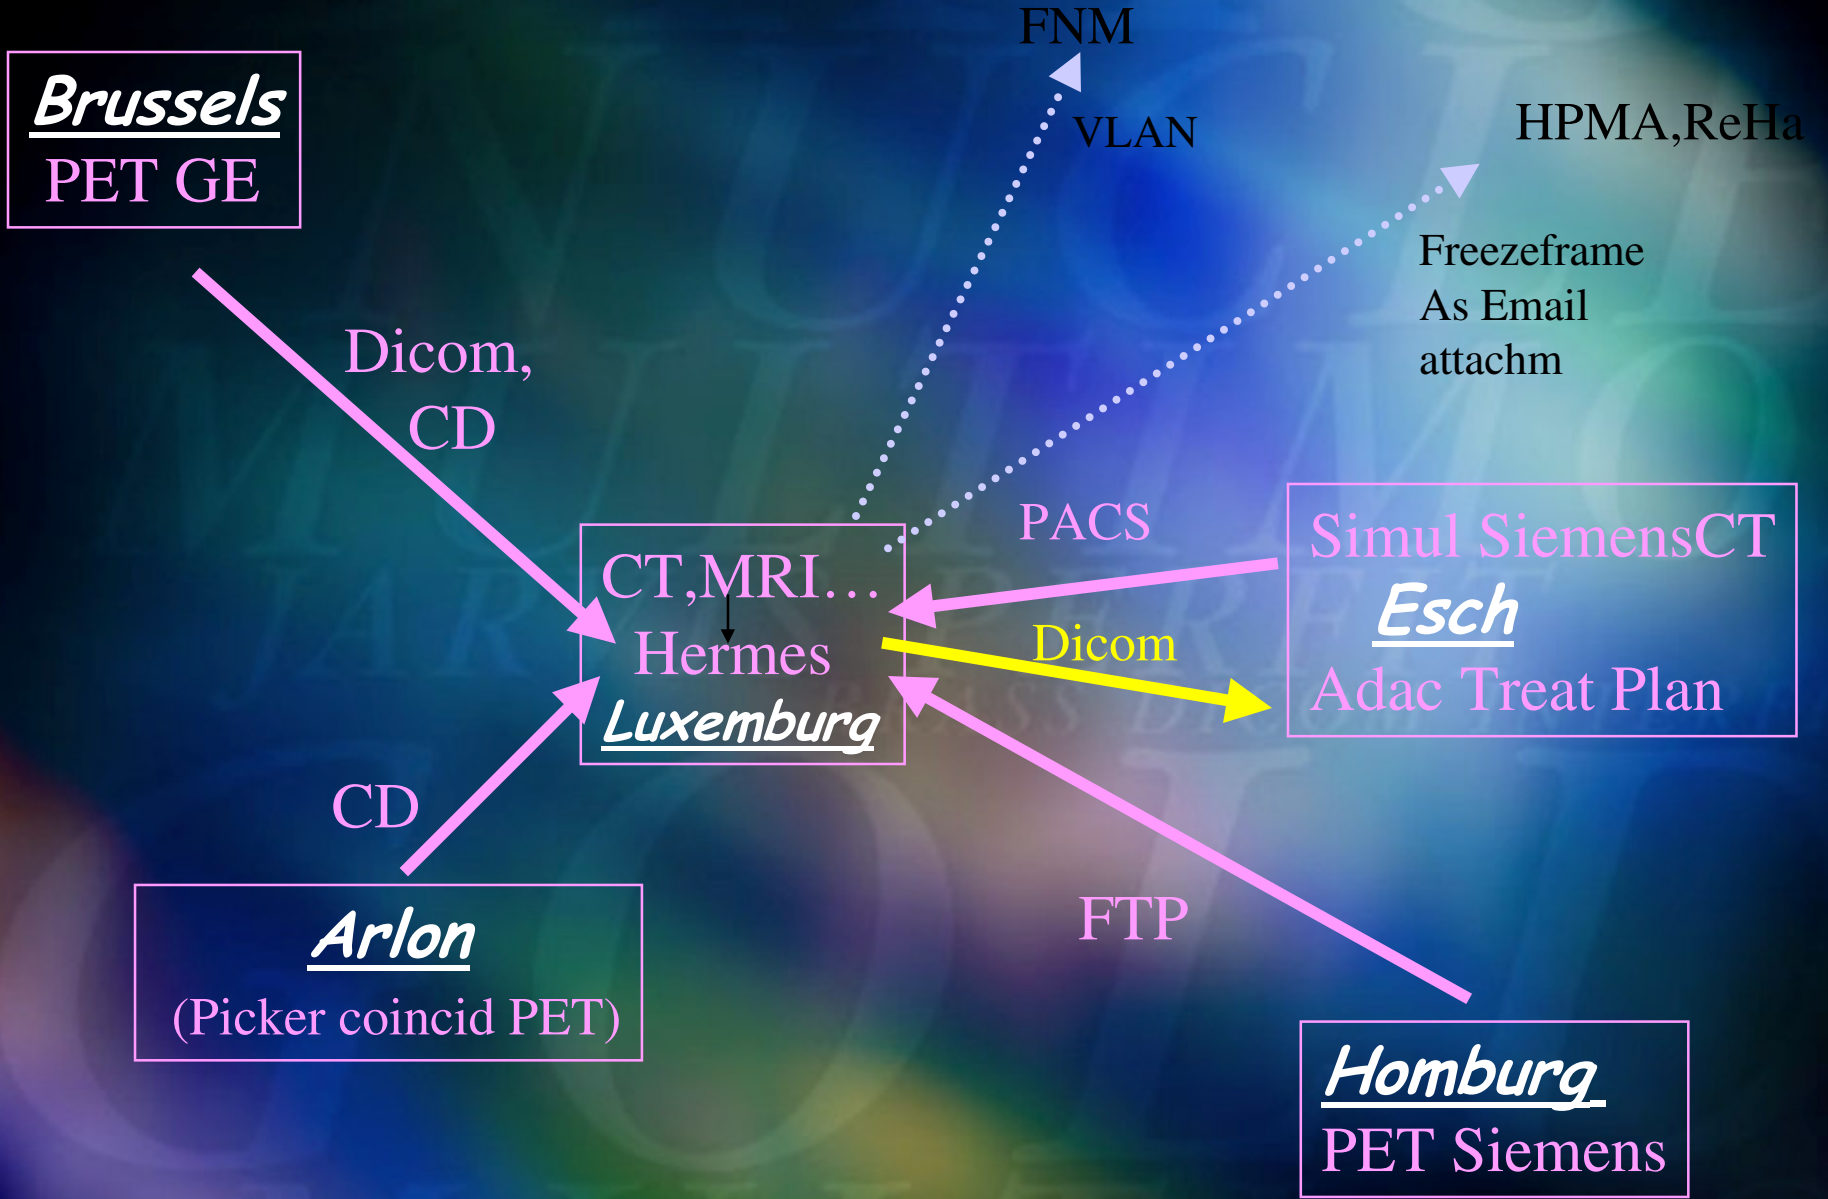 FNM
VLAN
HPMA,ReHa
Brussels
PET GE
Freezeframe
As Email
attachm
Dicom,
CD
PACS
Simul SiemensCT
Esch
Adac Treat Plan
CT,MRI…
Hermes
Luxemburg
Dicom
CD
Arlon
(Picker coincid PET)
FTP
Homburg
PET Siemens